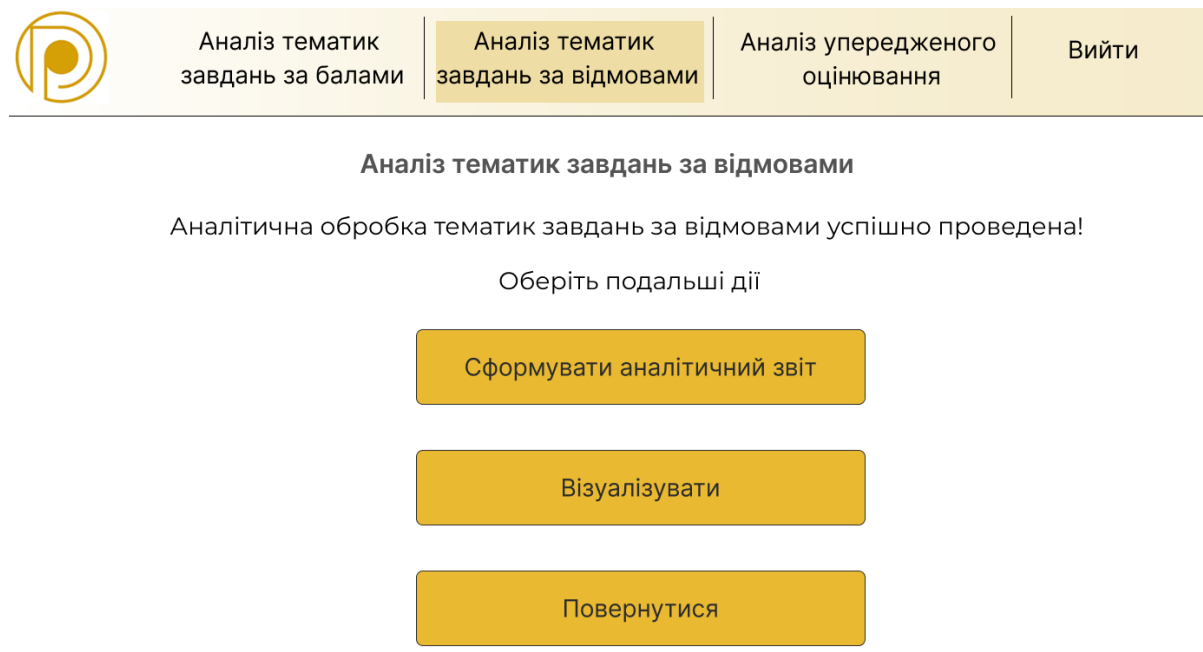 Аналіз тематик
завдань за балами
Аналіз тематик
завдань за відмовами
Аналіз упередженого
оцінювання
Вийти
Аналіз тематик завдань за відмовами
Аналітична обробка тематик завдань за відмовами успішно проведена!
Оберіть подальші дії
Сформувати аналітичний звіт
Візуалізувати
Повернутися